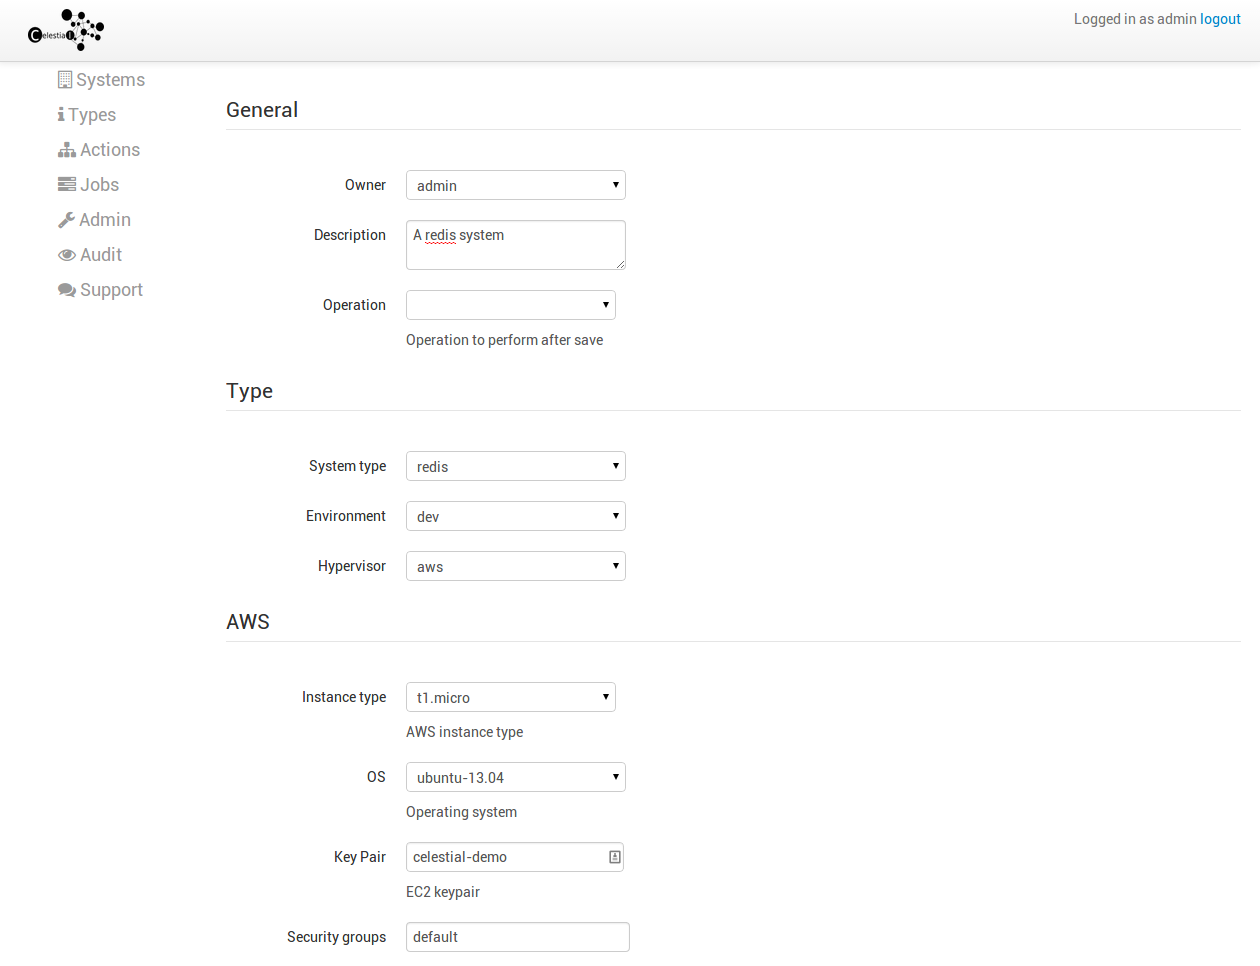 Celestial
Logged in as admin logout
Systems
Types
Actions
Jobs
Admin
Audit
Support
General
Owner admin
Description A redis system
Operation
Operation to perform after save
Type
System type redis
Environment dev
Hypervisor aws
AWS
Instance type t1.micro
AWS instance type
OS ubuntu-13.04
Operating system
Key Pair celestial-demo
EC2 keypair
Security groups default